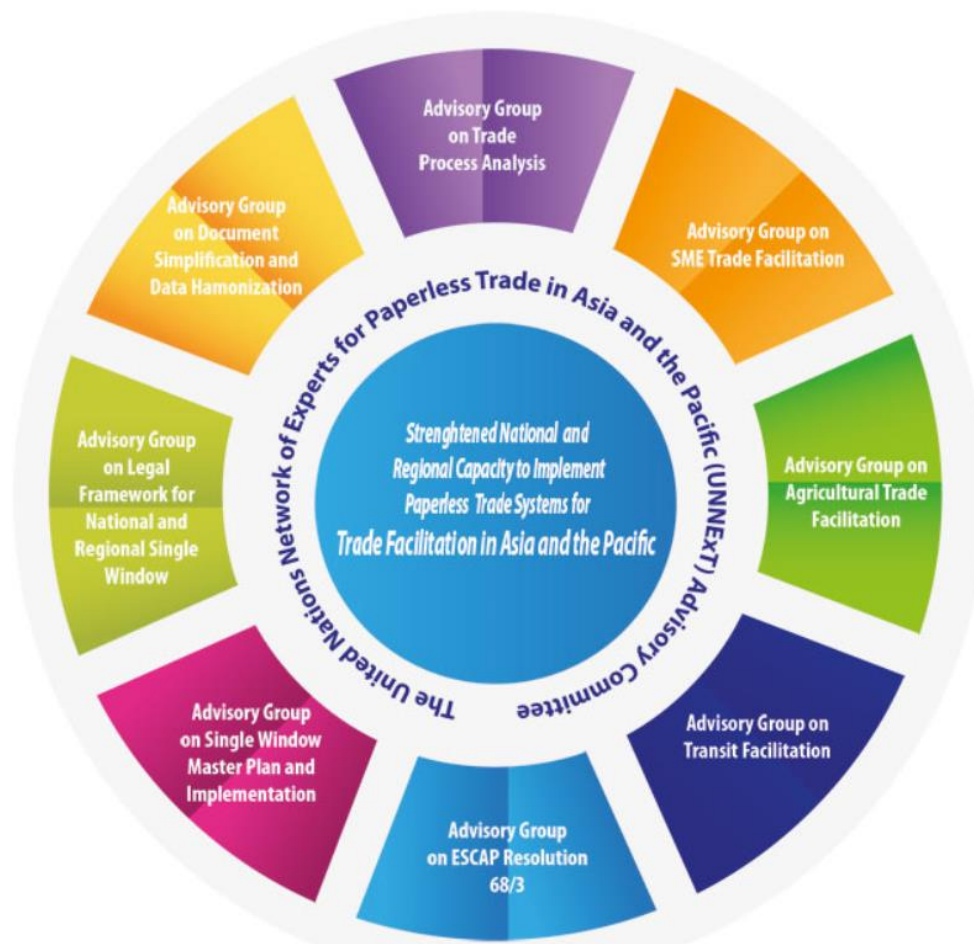 Advisory Group
on Trade
Process Analysis
Advisory Group on
SME Trade Facilitation
Advisory Group on
Agricultural Trade
Facilitation
Advisory Group on
Transit Facilitation
Advisory Group
on ESCAP Resolution
68/3
Advisory Group
on Single Window
Master Plan and
Implementation
Advisory Group
on Legal
Framework for
National and
Regional Single
Window
Advisory Group
on Document
Simplification and
Data Hamonization
The United Nations Network of Experts for Paperless Trade in Asia and the Pacific (UNNExT) Advisory Committee
Strenghtened National and
Regional Capacity to Implement
Paperless Trade Systems for
Trade Facilitation in Asia and the Pacific